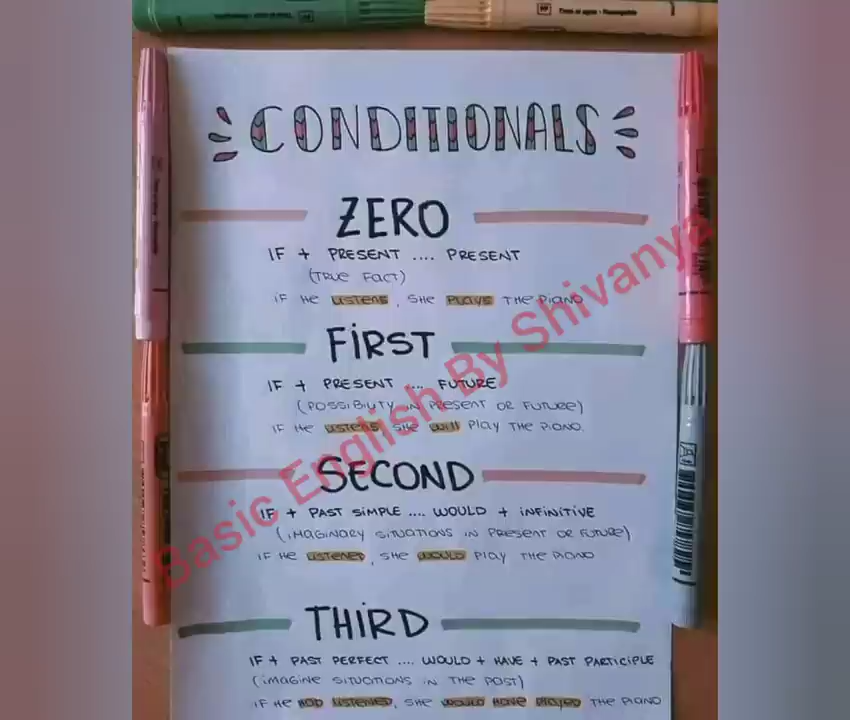 CONDITIONALS
ZERO
IF + PRESENT .... PRESENT
(TRUE FACT)
IF HE LISTENS, SHE PLAYS THE PIANO
FIRST
IF + PRESENT .... FUTURE
(POSSIBILITY IN PRESENT OR FUTURE)
IF HE LISTENS, SHE WILL PLAY THE PIANO.
SECOND
IF + PAST SIMPLE .... WOULD + INFINITIVE
(IMAGINARY SITUATIONS IN PRESENT OR FUTURE)
IF HE LISTENED, SHE WOULD PLAY THE PIANO
THIRD
IF + PAST PERFECT .... WOULD + HAVE + PAST PARTICIPLE
(IMAGINE SITUATIONS IN THE PAST)
IF HE HAD LISTENED, SHE WOULD HAVE PLAYED THE PIANO
Basic English By Shivanya